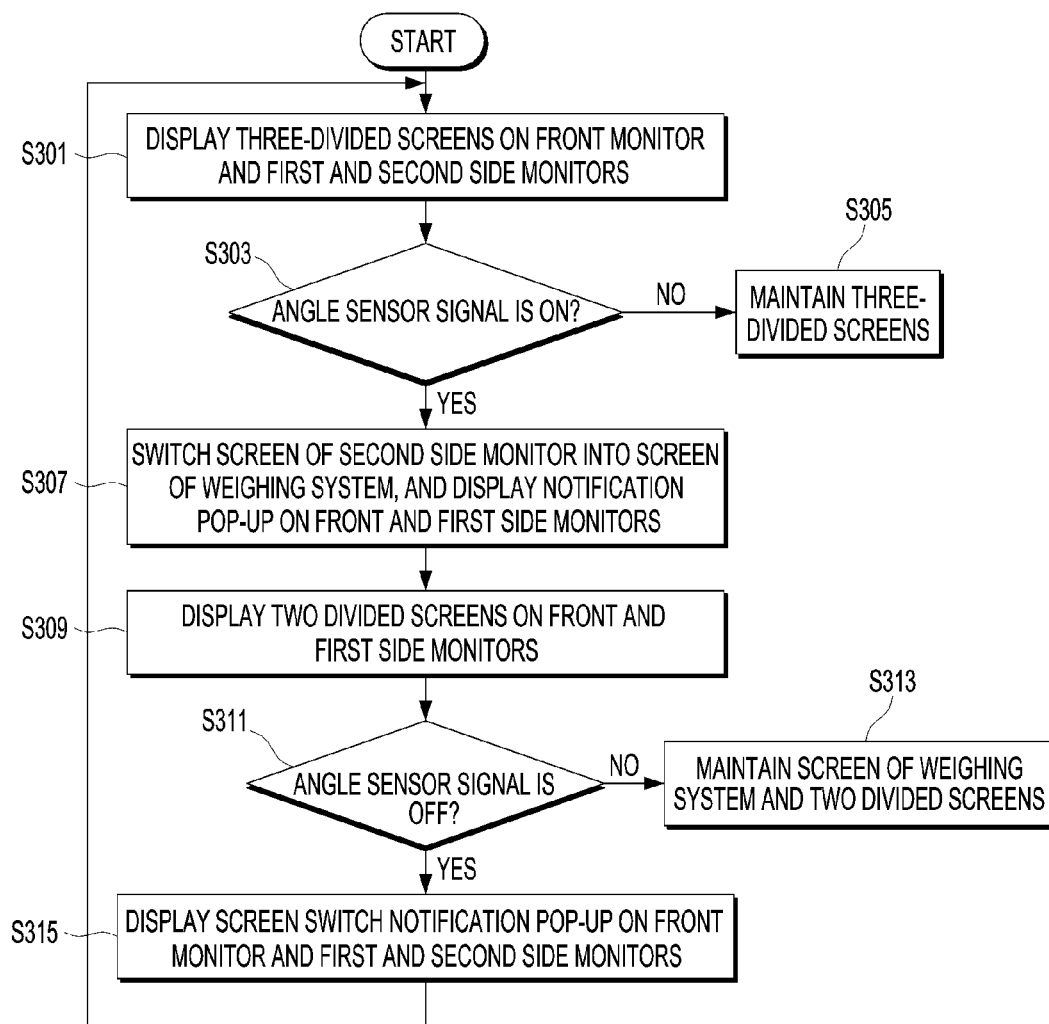 START
S301
DISPLAY THREE-DIVIDED SCREENS ON FRONT MONITOR
AND FIRST AND SECOND SIDE MONITORS
S303
ANGLE SENSOR SIGNAL IS ON?
NO
S305
MAINTAIN THREE-
DIVIDED SCREENS
YES
S307
SWITCH SCREEN OF SECOND SIDE MONITOR INTO SCREEN
OF WEIGHING SYSTEM, AND DISPLAY NOTIFICATION
POP-UP ON FRONT AND FIRST SIDE MONITORS
S309
DISPLAY TWO DIVIDED SCREENS ON FRONT AND
FIRST SIDE MONITORS
S311
ANGLE SENSOR SIGNAL IS
OFF?
NO
S313
MAINTAIN SCREEN OF WEIGHING
SYSTEM AND TWO DIVIDED SCREENS
YES
S315
DISPLAY SCREEN SWITCH NOTIFICATION POP-UP ON FRONT
MONITOR AND FIRST AND SECOND SIDE MONITORS